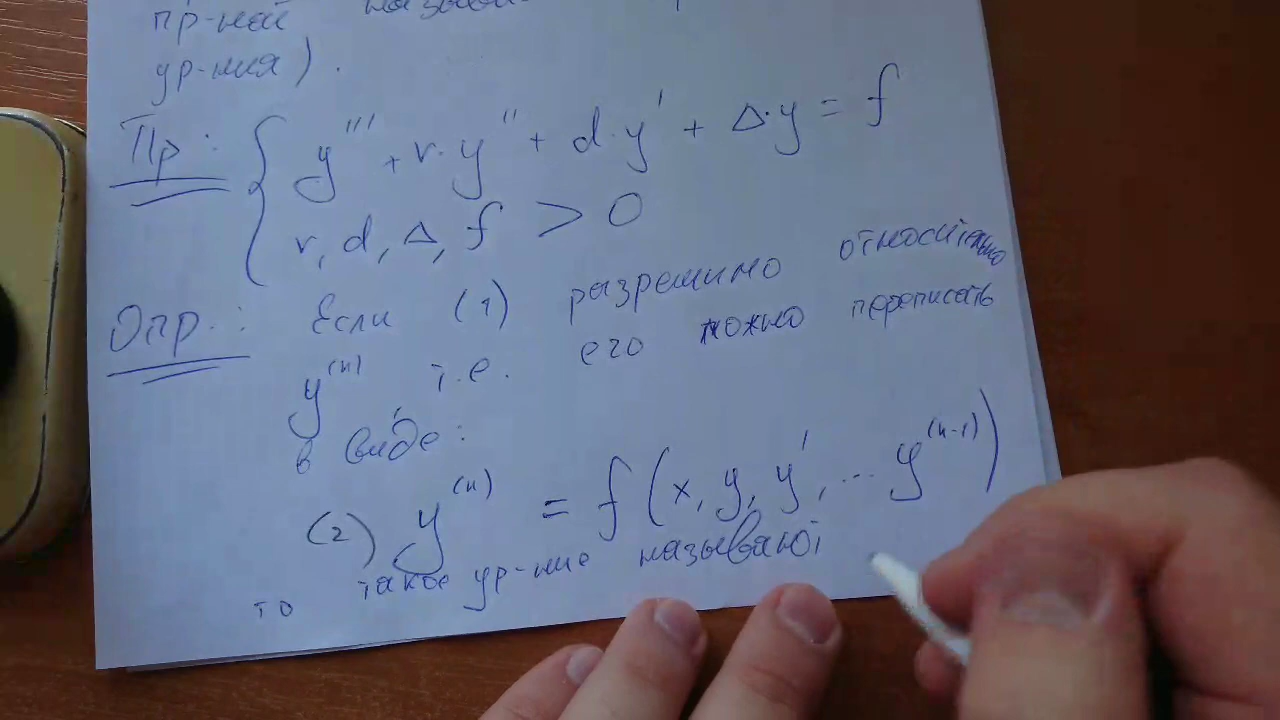 пр-ней
ур-ния).
Пр: { y''' + r·y'' + d·y' + Δ·y = f
r, d, Δ, f > 0
Опр.: Если (1) разрешимо относительно
y^(n) т.е. его можно переписать
в виде:
(2) y^(n) = f(x, y, y', ... y^(n-1))
то такое ур-ние называют